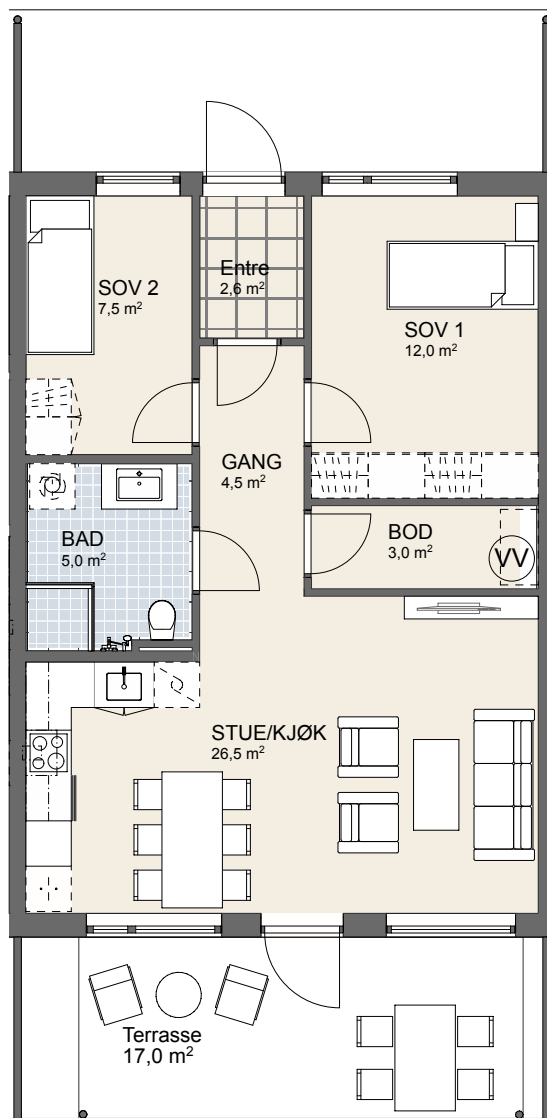 Entre
2,6 m²
SOV 2
7,5 m²
SOV 1
12,0 m²
GANG
4,5 m²
BAD
5,0 m²
BOD
3,0 m²
VV
STUE/KJØK
26,5 m²
Terrasse
17,0 m²